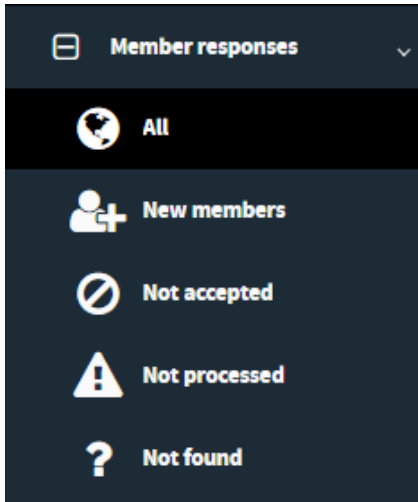 Member responses
All
New members
Not accepted
Not processed
Not found